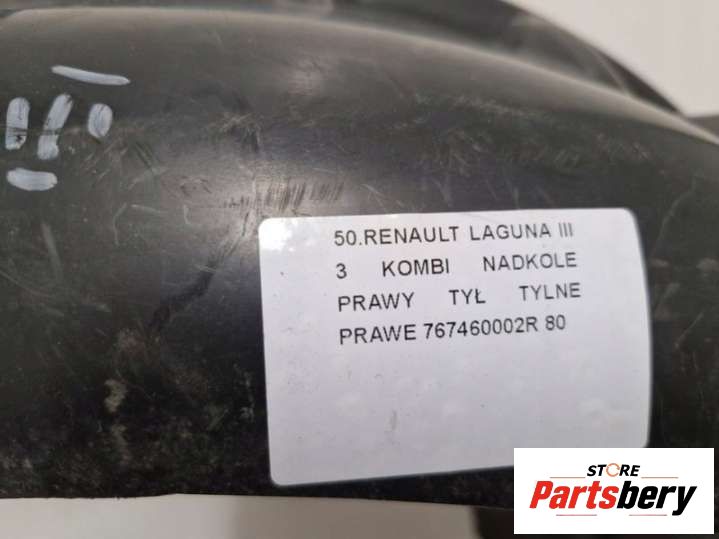 50.RENAULT LAGUNA III
3 KOMBI NADKOLE
PRAWY TYŁ TYLNE
PRAWE 767460002R 80
STORE
Partsbery